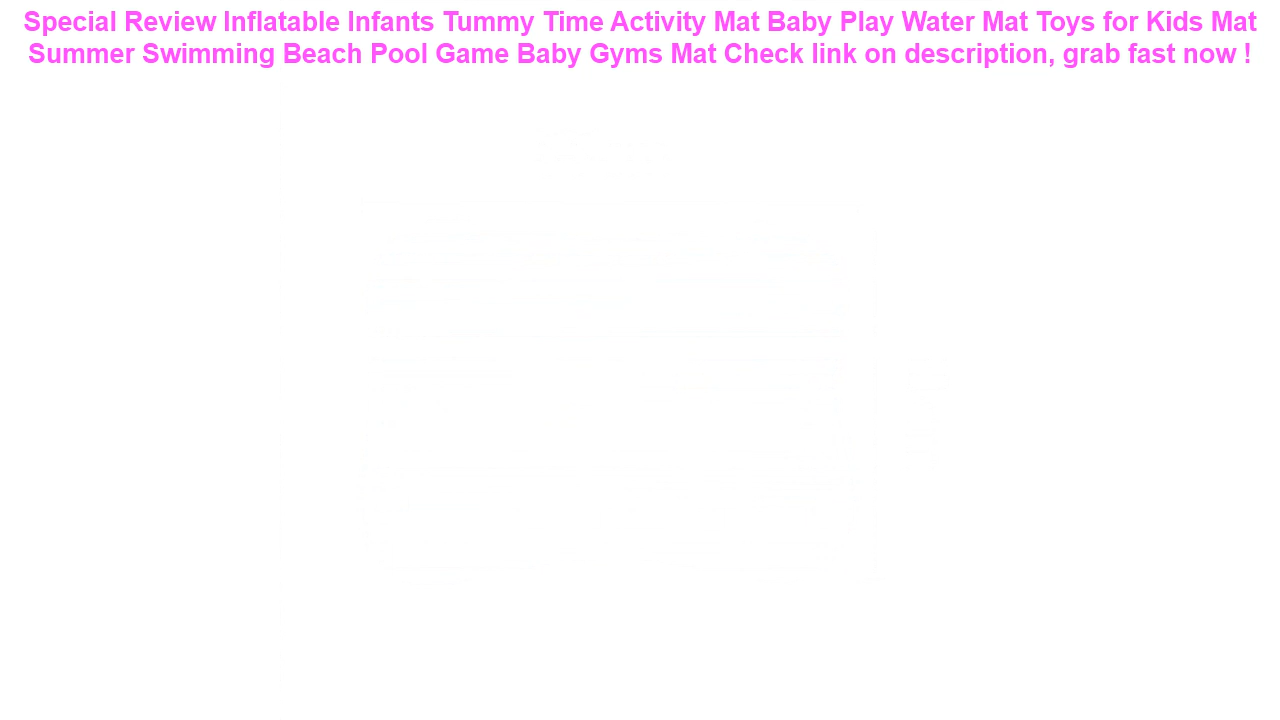 Special Review Inflatable Infants Tummy Time Activity Mat Baby Play Water Mat Toys for Kids Mat
Summer Swimming Beach Pool Game Baby Gyms Mat Check link on description, grab fast now !